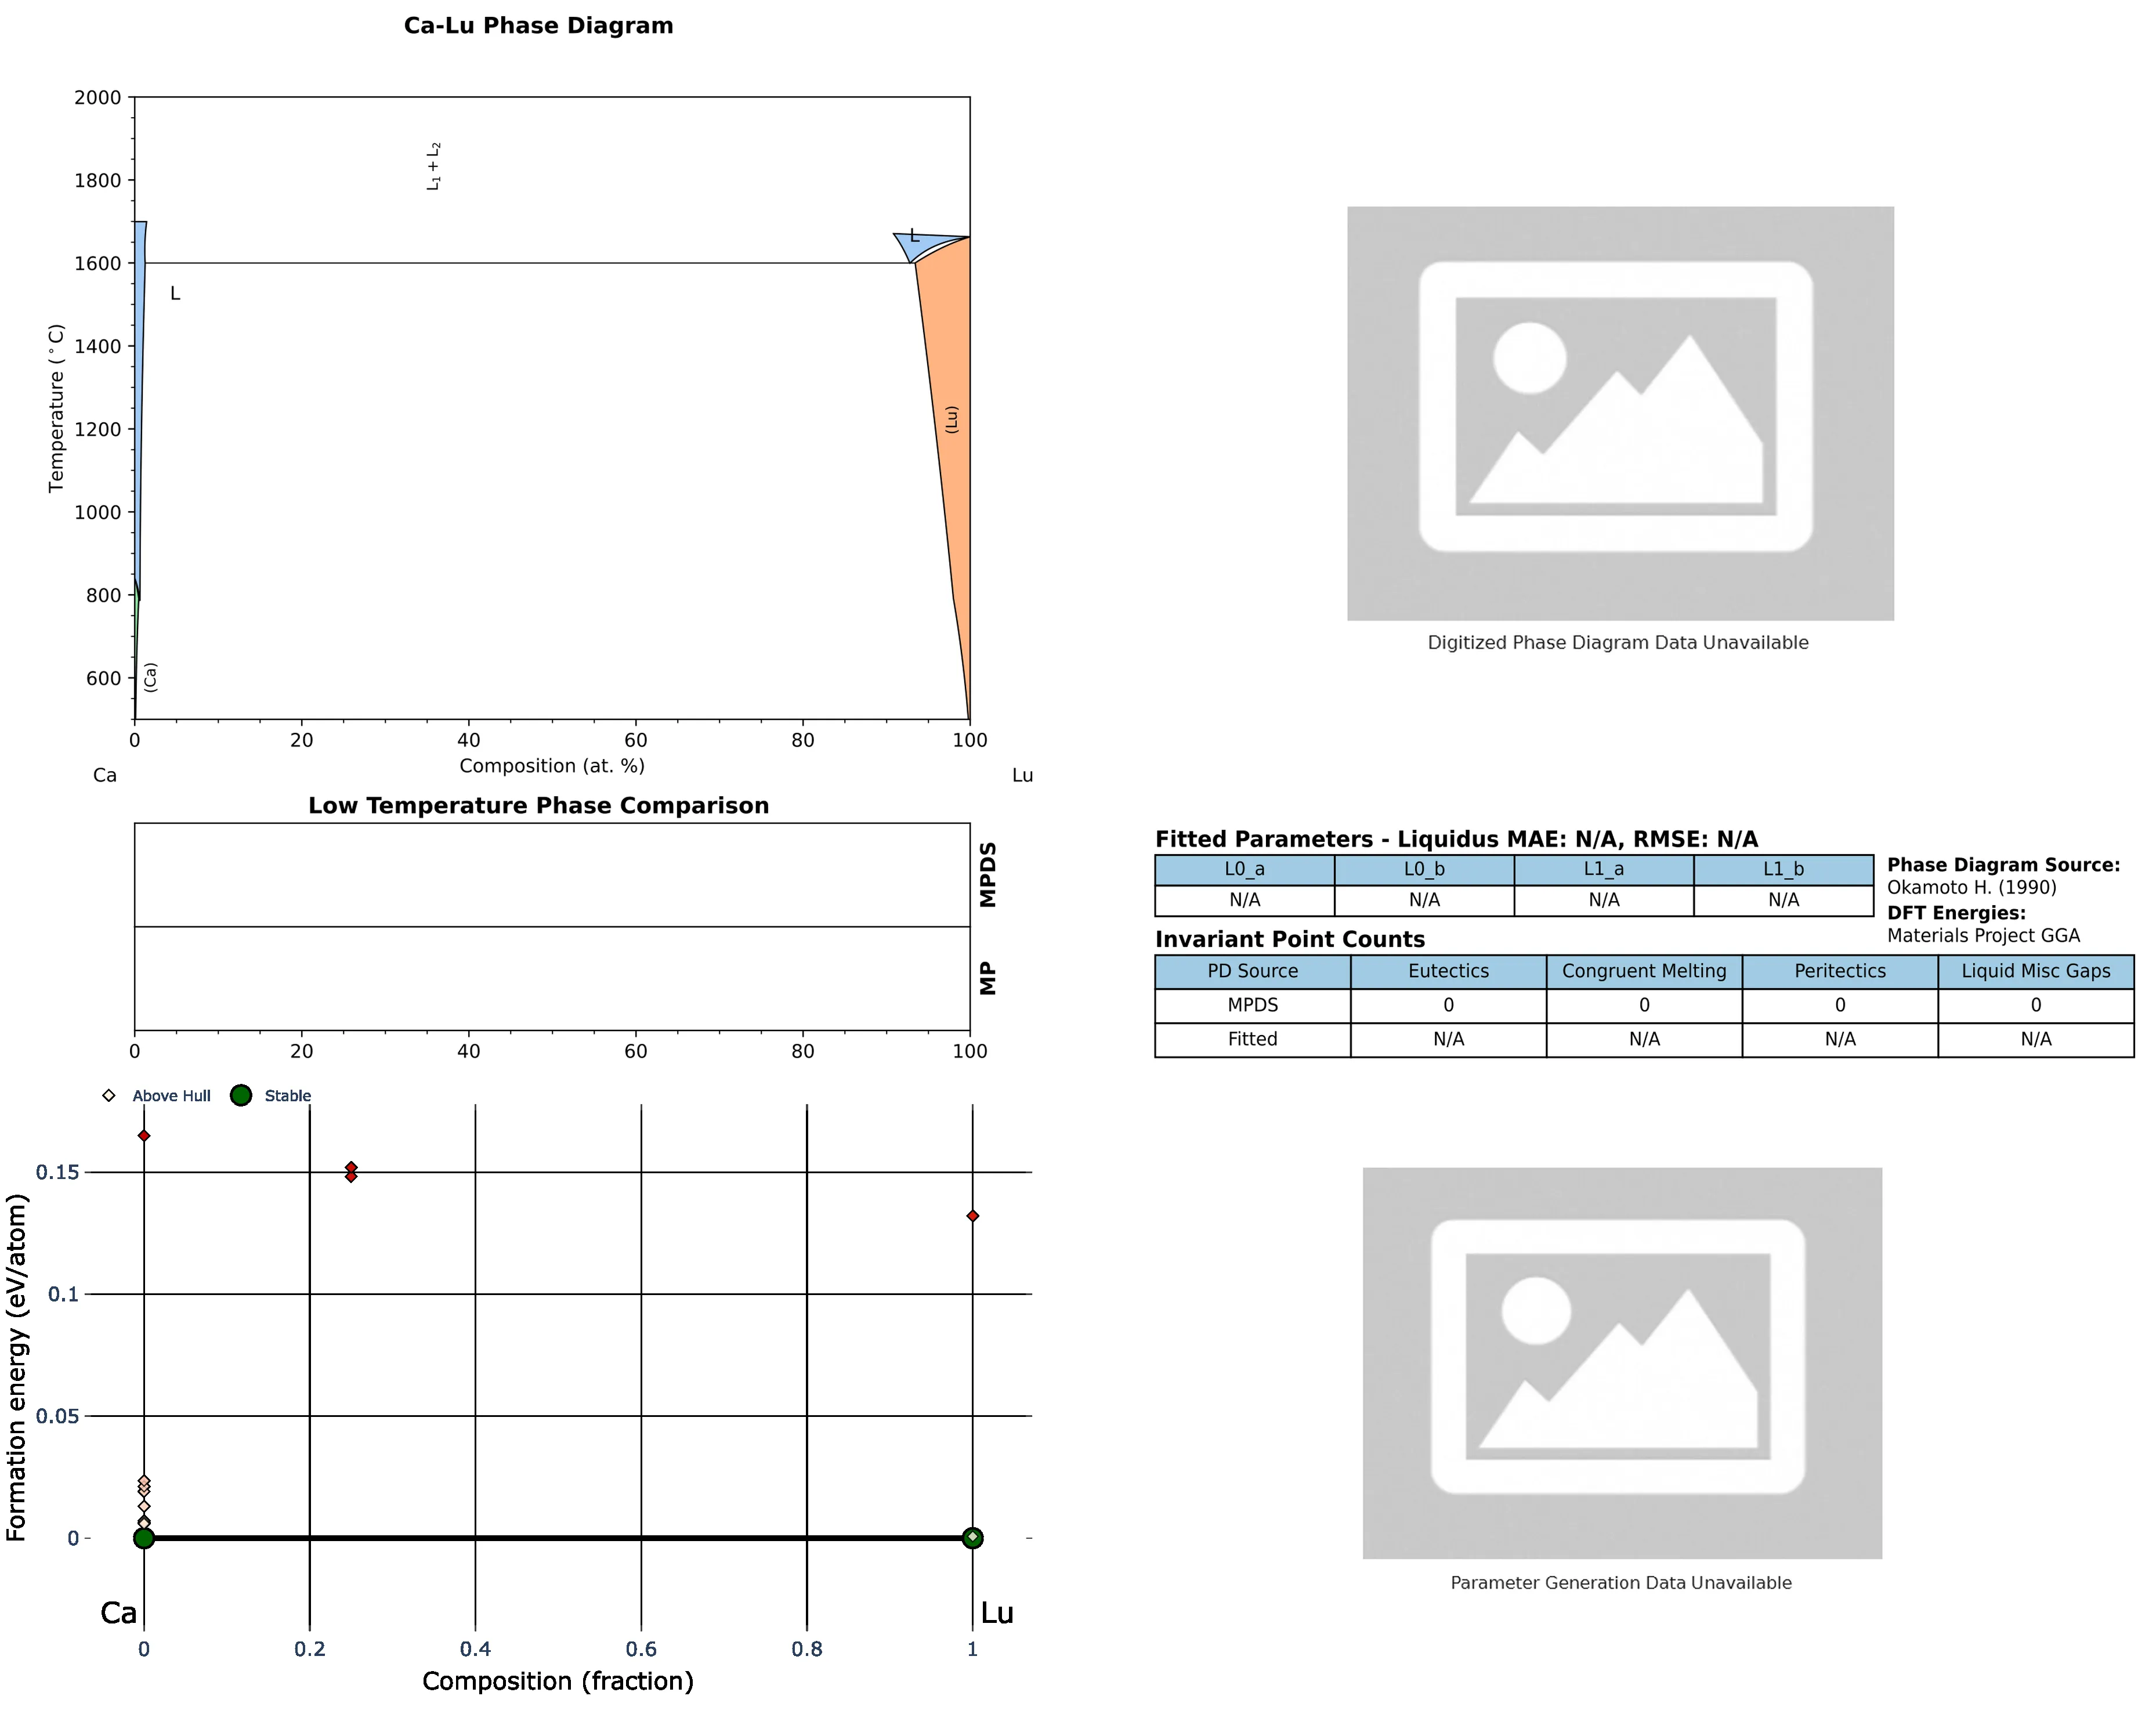 Ca-Lu Phase Diagram
2000
1800
1600
1400
1200
1000
800
600
Temperature (°C)
L₁ + L₂
L
L
(Lu)
(Ca)
0 20 40 60 80 100
Composition (at. %)
Ca Lu
Digitized Phase Diagram Data Unavailable
Low Temperature Phase Comparison
MPDS
MP
0 20 40 60 80 100
Fitted Parameters - Liquidus MAE: N/A, RMSE: N/A
L0_a L0_b L1_a L1_b
N/A N/A N/A N/A
Phase Diagram Source:
Okamoto H. (1990)
DFT Energies:
Materials Project GGA
Invariant Point Counts
PD Source Eutectics Congruent Melting Peritectics Liquid Misc Gaps
MPDS 0 0 0 0
Fitted N/A N/A N/A N/A
Above Hull Stable
0.15
0.1
0.05
0
Formation energy (eV/atom)
Ca Lu
0 0.2 0.4 0.6 0.8 1
Composition (fraction)
Parameter Generation Data Unavailable